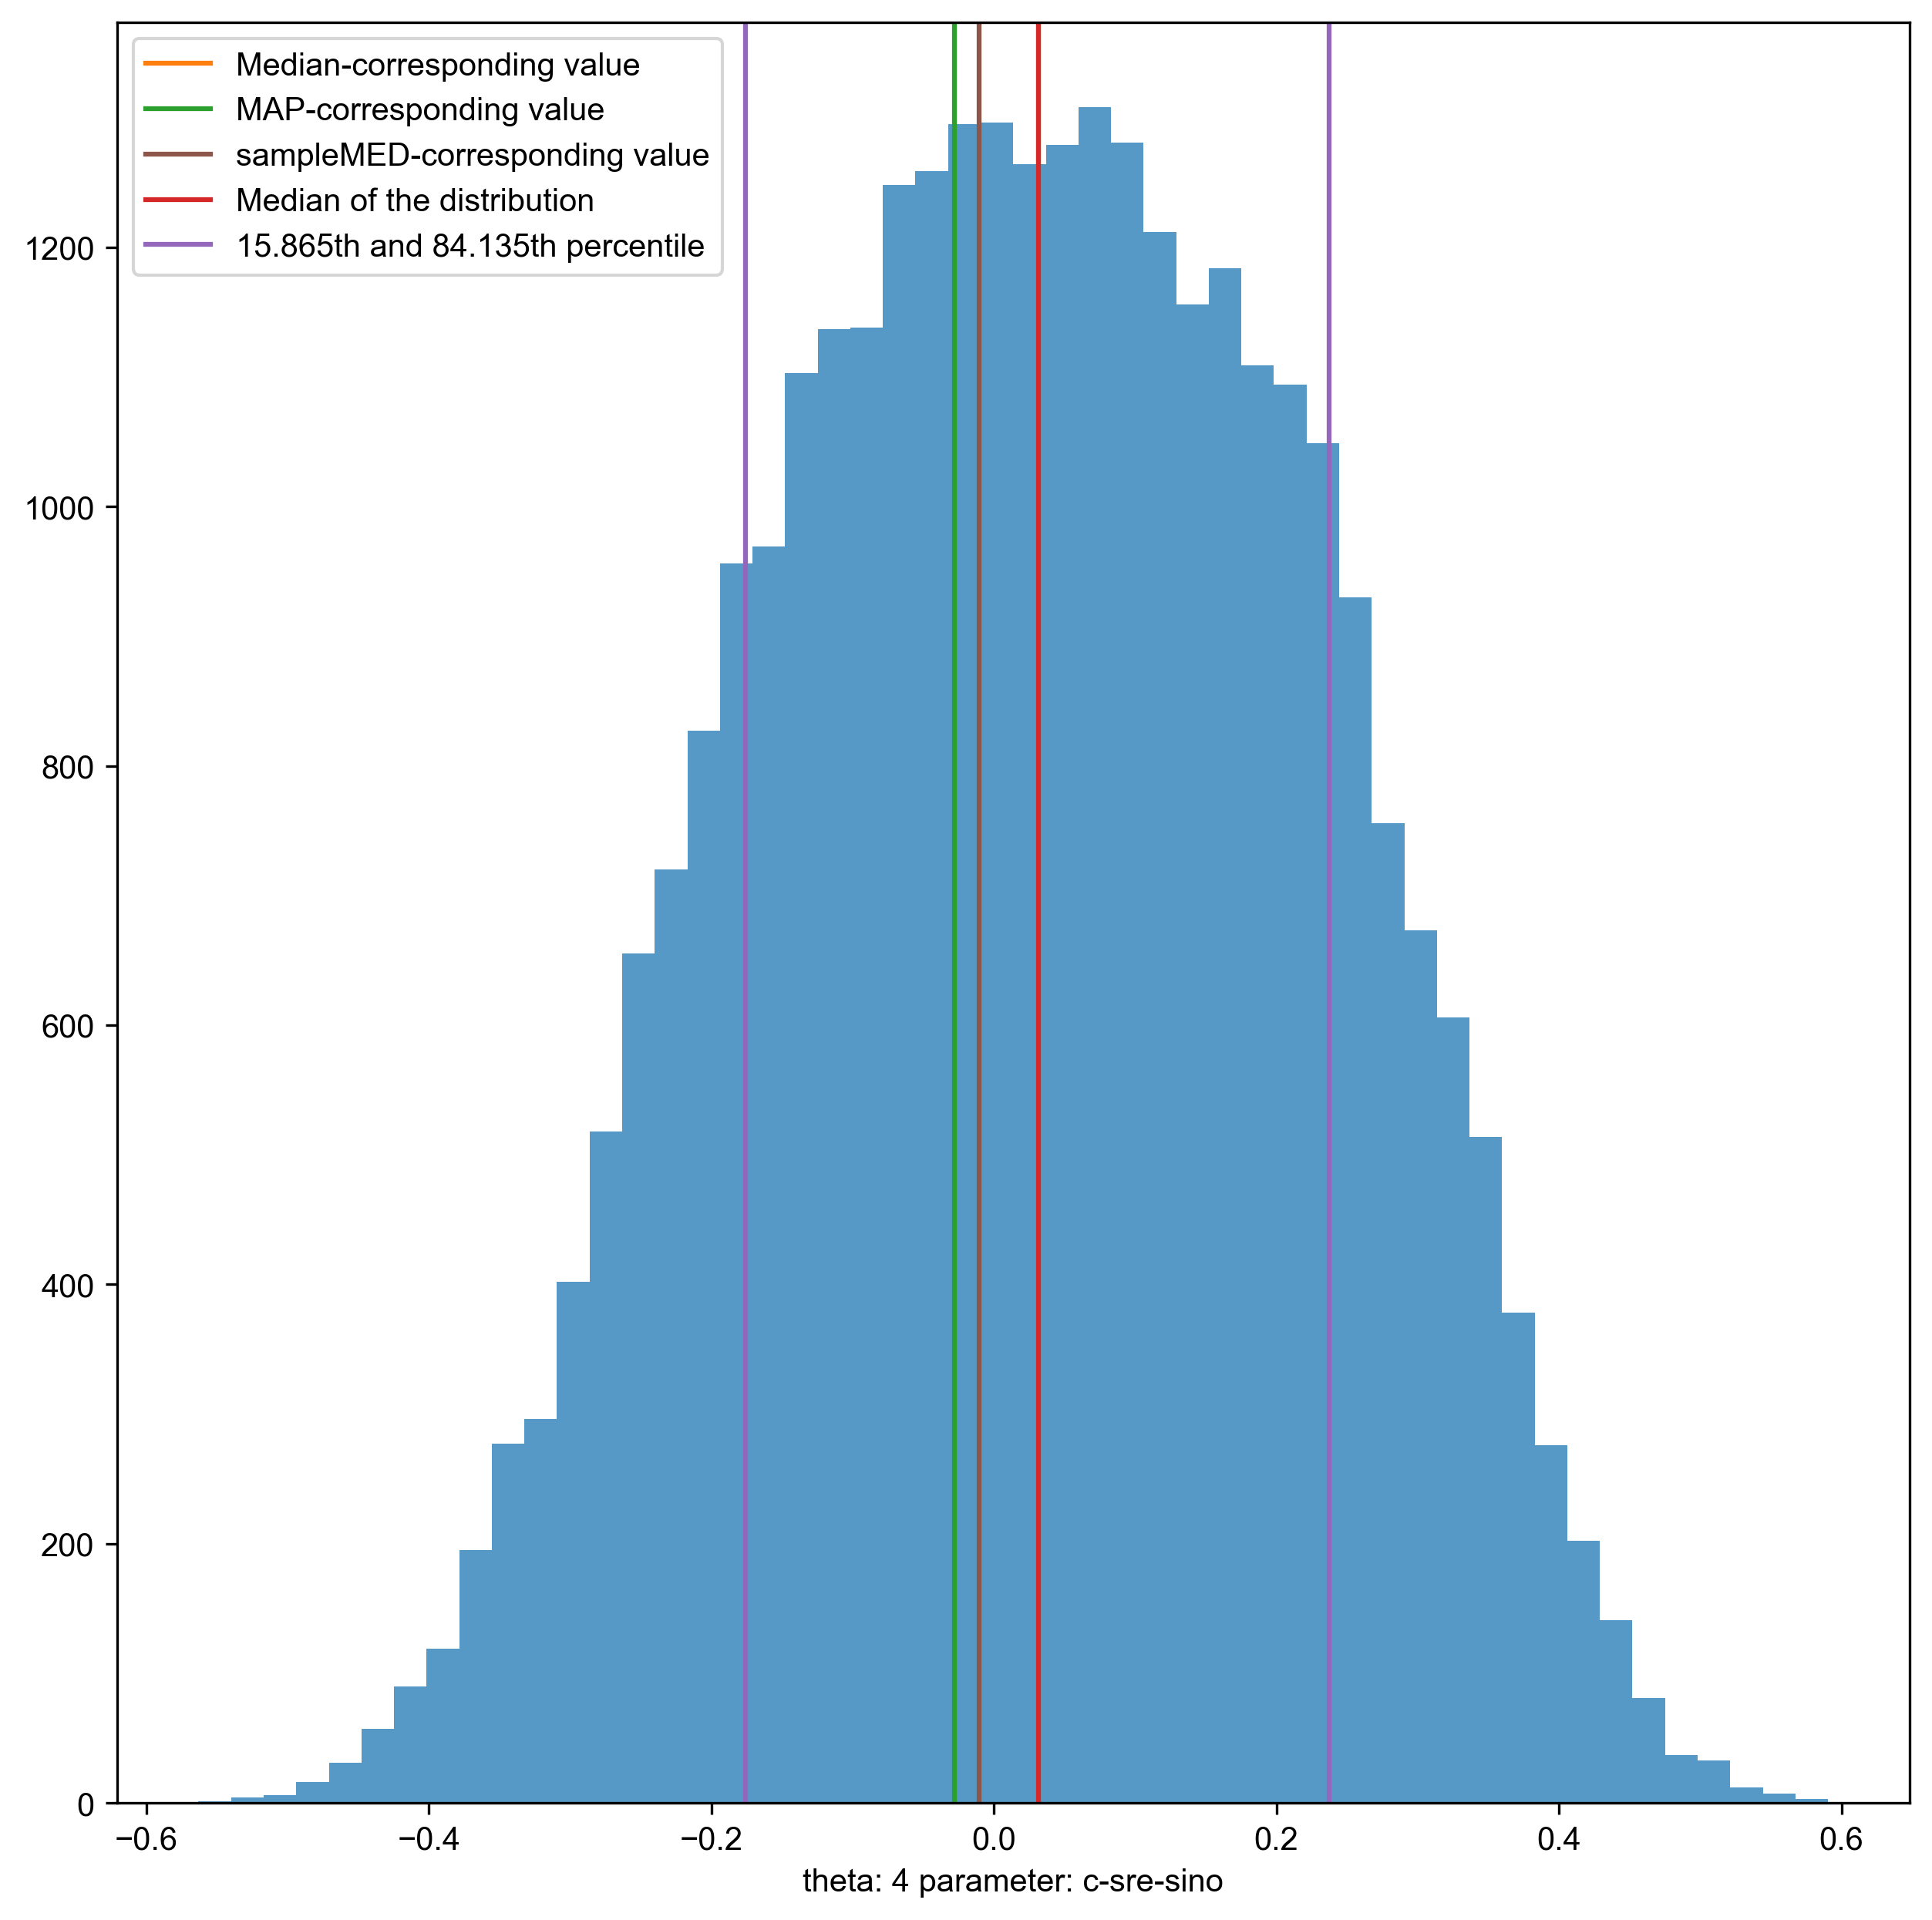 Median-corresponding value
MAP-corresponding value
sampleMED-corresponding value
Median of the distribution
15.865th and 84.135th percentile
1200
1000
800
600
400
200
0
−0.6 −0.4 −0.2 0.0 0.2 0.4 0.6
theta: 4 parameter: c-sre-sino